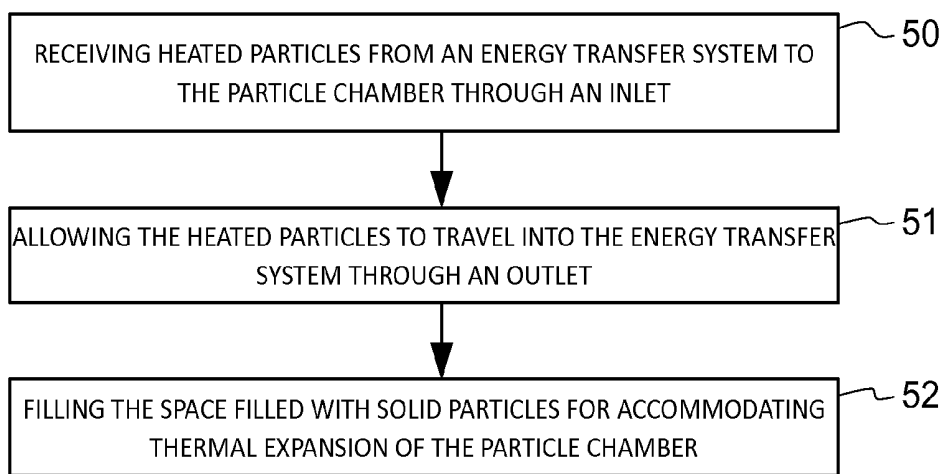 RECEIVING HEATED PARTICLES FROM AN ENERGY TRANSFER SYSTEM TO
THE PARTICLE CHAMBER THROUGH AN INLET
50
ALLOWING THE HEATED PARTICLES TO TRAVEL INTO THE ENERGY TRANSFER
SYSTEM THROUGH AN OUTLET
51
FILLING THE SPACE FILLED WITH SOLID PARTICLES FOR ACCOMMODATING
THERMAL EXPANSION OF THE PARTICLE CHAMBER
52